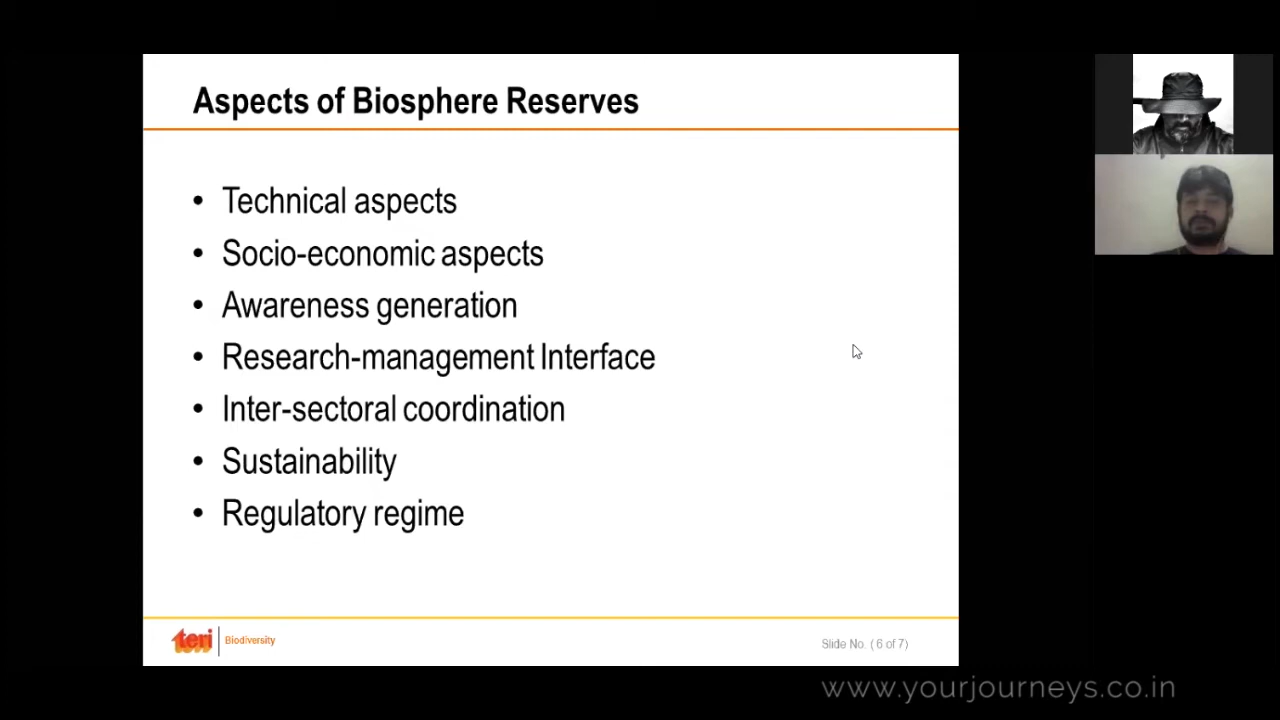 Aspects of Biosphere Reserves
• Technical aspects
• Socio-economic aspects
• Awareness generation
• Research-management Interface
• Inter-sectoral coordination
• Sustainability
• Regulatory regime
teri
Biodiversity
Slide No. ( 6 of 7)
www.yourjourneys.co.in